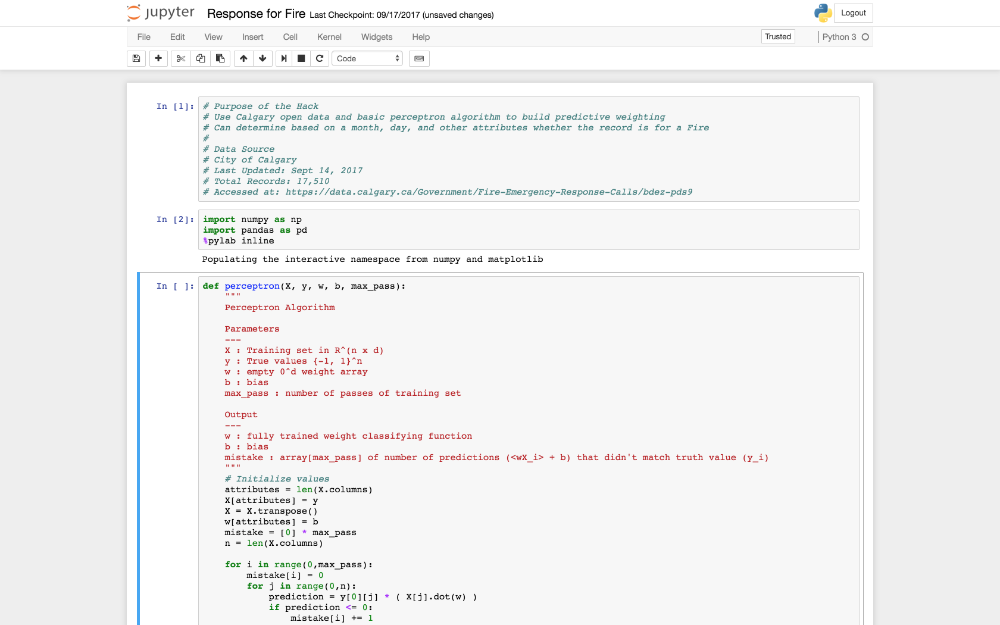 jupyter Response for Fire Last Checkpoint: 09/17/2017 (unsaved changes)
Logout
File Edit View Insert Cell Kernel Widgets Help
Trusted
Python 3
Code
In [1]:
# Purpose of the Hack
# Use Calgary open data and basic perceptron algorithm to build predictive weighting
# Can determine based on a month, day, and other attributes whether the record is for a Fire
#
# Data Source
# City of Calgary
# Last Updated: Sept 14, 2017
# Total Records: 17,510
# Accessed at: https://data.calgary.ca/Government/Fire-Emergency-Response-Calls/bdez-pds9
In [2]:
import numpy as np
import pandas as pd
%pylab inline
Populating the interactive namespace from numpy and matplotlib
In [ ]:
def perceptron(X, y, w, b, max_pass):
"""
Perceptron Algorithm
Parameters
---
X : Training set in R^(n x d)
y : True values {-1, 1}^n
w : empty 0^d weight array
b : bias
max_pass : number of passes of training set
Output
---
w : fully trained weight classifying function
b : bias
mistake : array[max_pass] of number of predictions (<wX_i> + b) that didn't match truth value (y_i)
"""
# Initialize values
attributes = len(X.columns)
X[attributes] = y
X = X.transpose()
w[attributes] = b
mistake = [0] * max_pass
n = len(X.columns)
for i in range(0,max_pass):
mistake[i] = 0
for j in range(0,n):
prediction = y[0][j] * ( X[j].dot(w) )
if prediction <= 0:
mistake[i] += 1